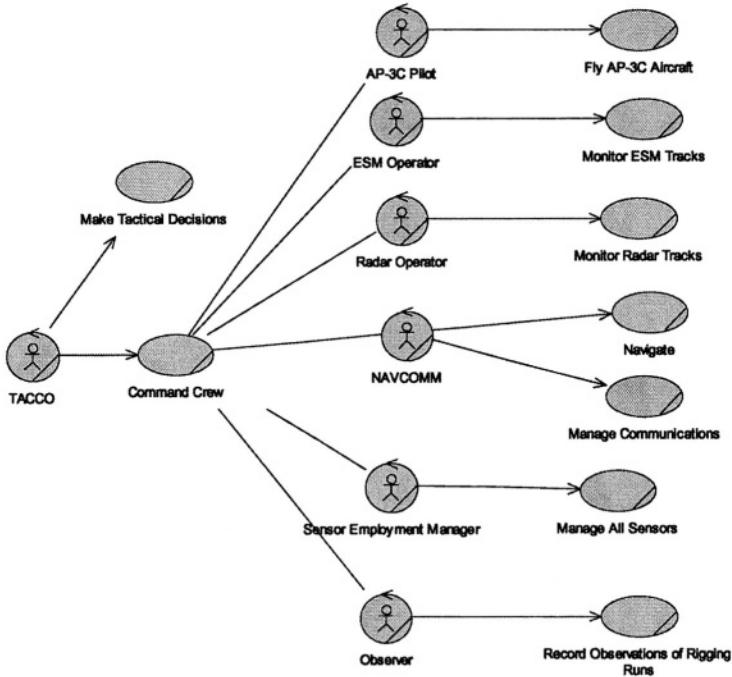 AP-3C Pilot
Fly AP-3C Aircraft
ESM Operator
Monitor ESM Tracks
Make Tactical Decisions
Radar Operator
Monitor Radar Tracks
TACCO
Command Crew
NAVCOMM
Navigate
Manage Communications
Sensor Employment Manager
Manage All Sensors
Observer
Record Observations of Rigging
Runs